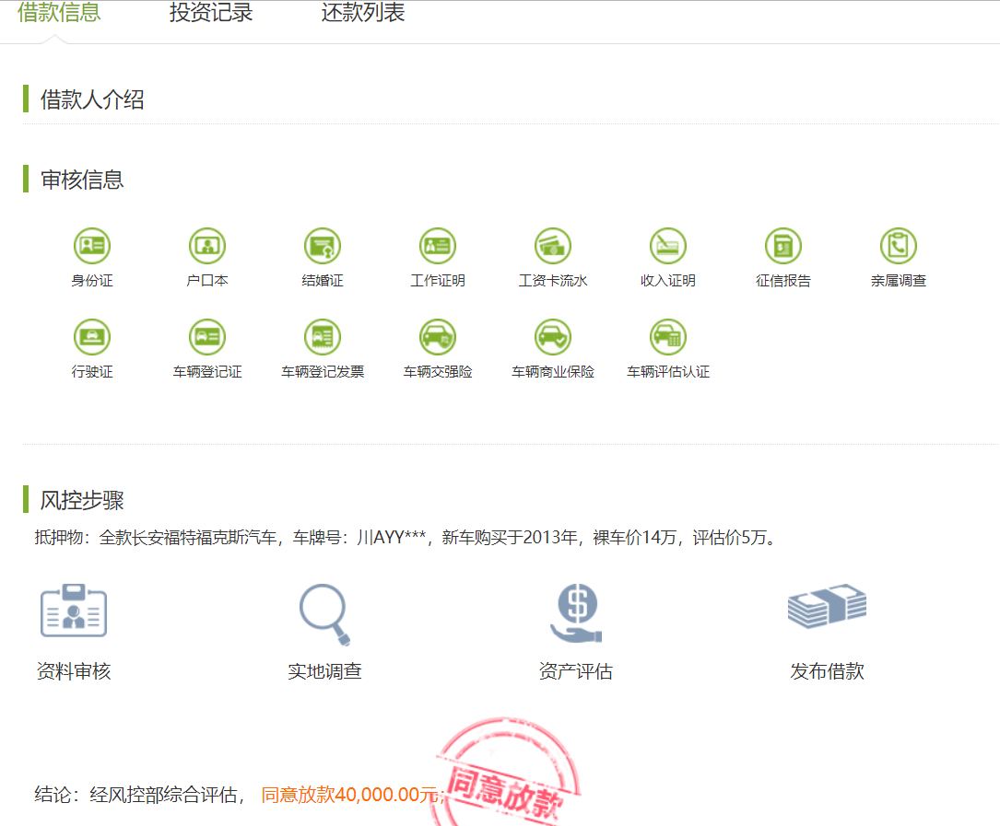 借款信息 投资记录 还款列表
借款人介绍
审核信息
身份证 户口本 结婚证 工作证明 工资卡流水 收入证明 征信报告 亲属调查
行驶证 车辆登记证 车辆登记发票 车辆交强险 车辆商业保险 车辆评估认证
风控步骤
抵押物：全款长安福特福克斯汽车，车牌号：川AYY***，新车购买于2013年，裸车价14万，评估价5万。
资料审核 实地调查 资产评估 发布借款
结论：经风控部综合评估， 同意放款40,000.00元；
同意放款